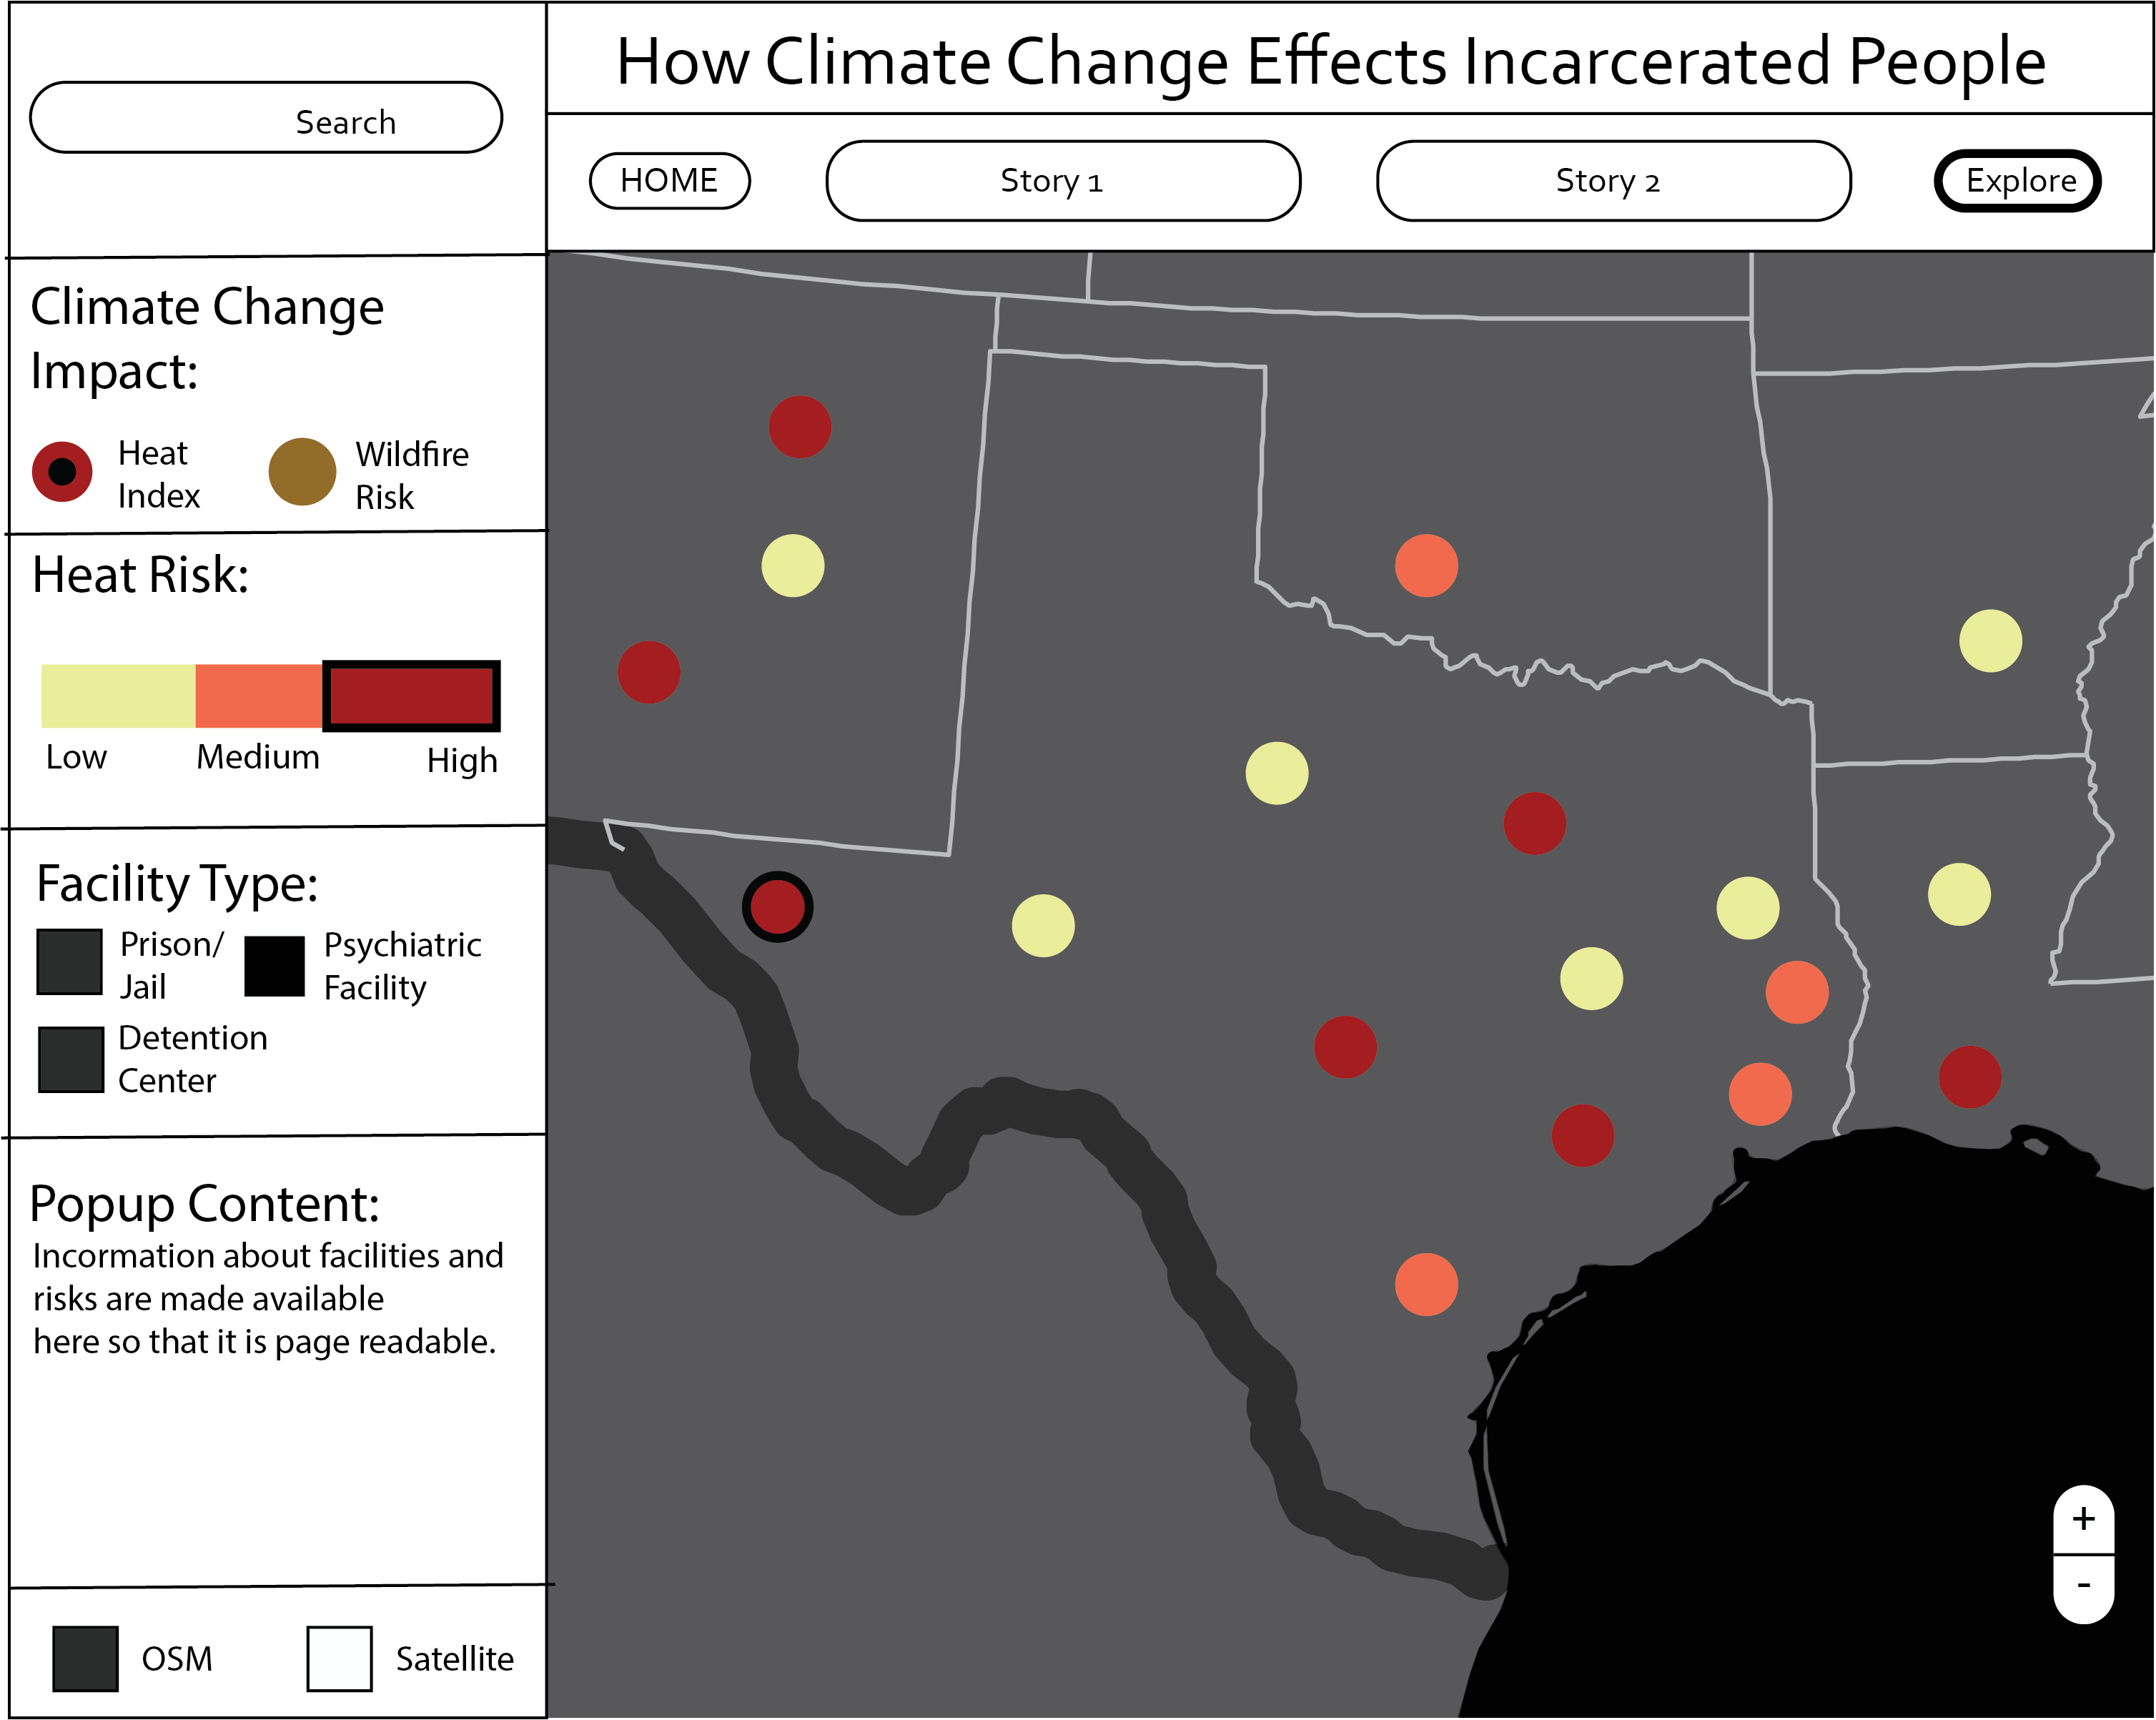 How Climate Change Effects Incarcerated People
Search
HOME
Story 1
Story 2
Explore
Climate Change
Impact:
Heat
Index
Wildfire
Risk
Heat Risk:
Low
Medium
High
Facility Type:
Prison/
Jail
Psychiatric
Facility
Detention
Center
Popup Content:
Incormation about facilities and
risks are made available
here so that it is page readable.
OSM
Satellite
+
-